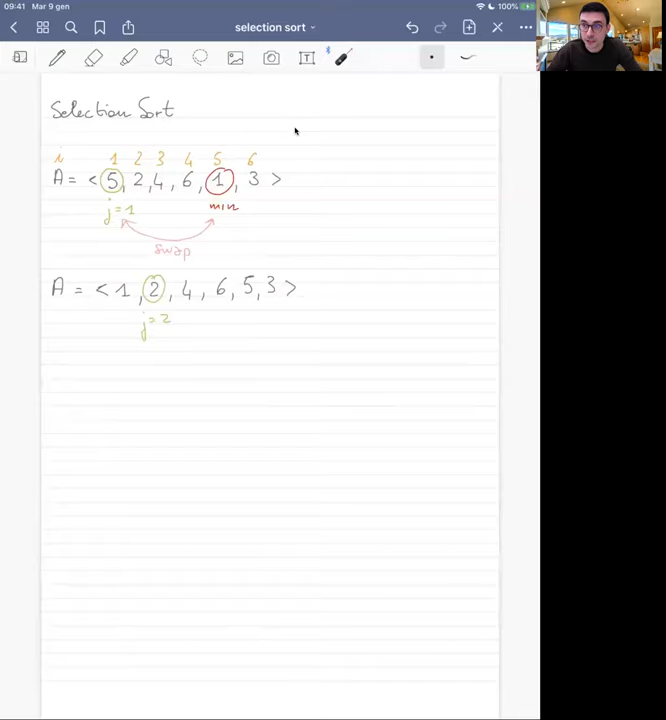 09:41 Mar 9 gen 100%
selection sort
Selection Sort
i 1 2 3 4 5 6
A = < 5, 2, 4, 6, 1, 3 >
j = 1 min
swap
A = < 1, 2, 4, 6, 5, 3 >
j = 2